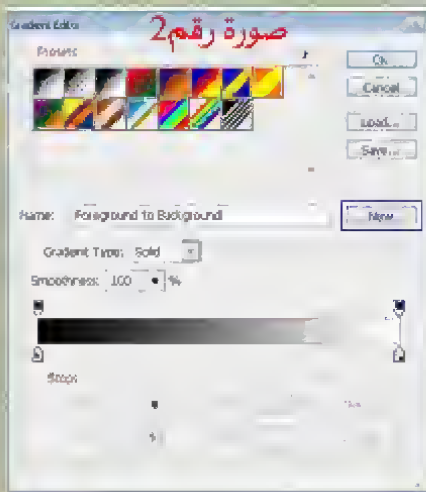 Gradient Editor
صورة رقم2
Presets
OK
Cancel
Load...
Save...
Name: Foreground to Background
New
Gradient Type: Solid
Smoothness: 100 %
Stops